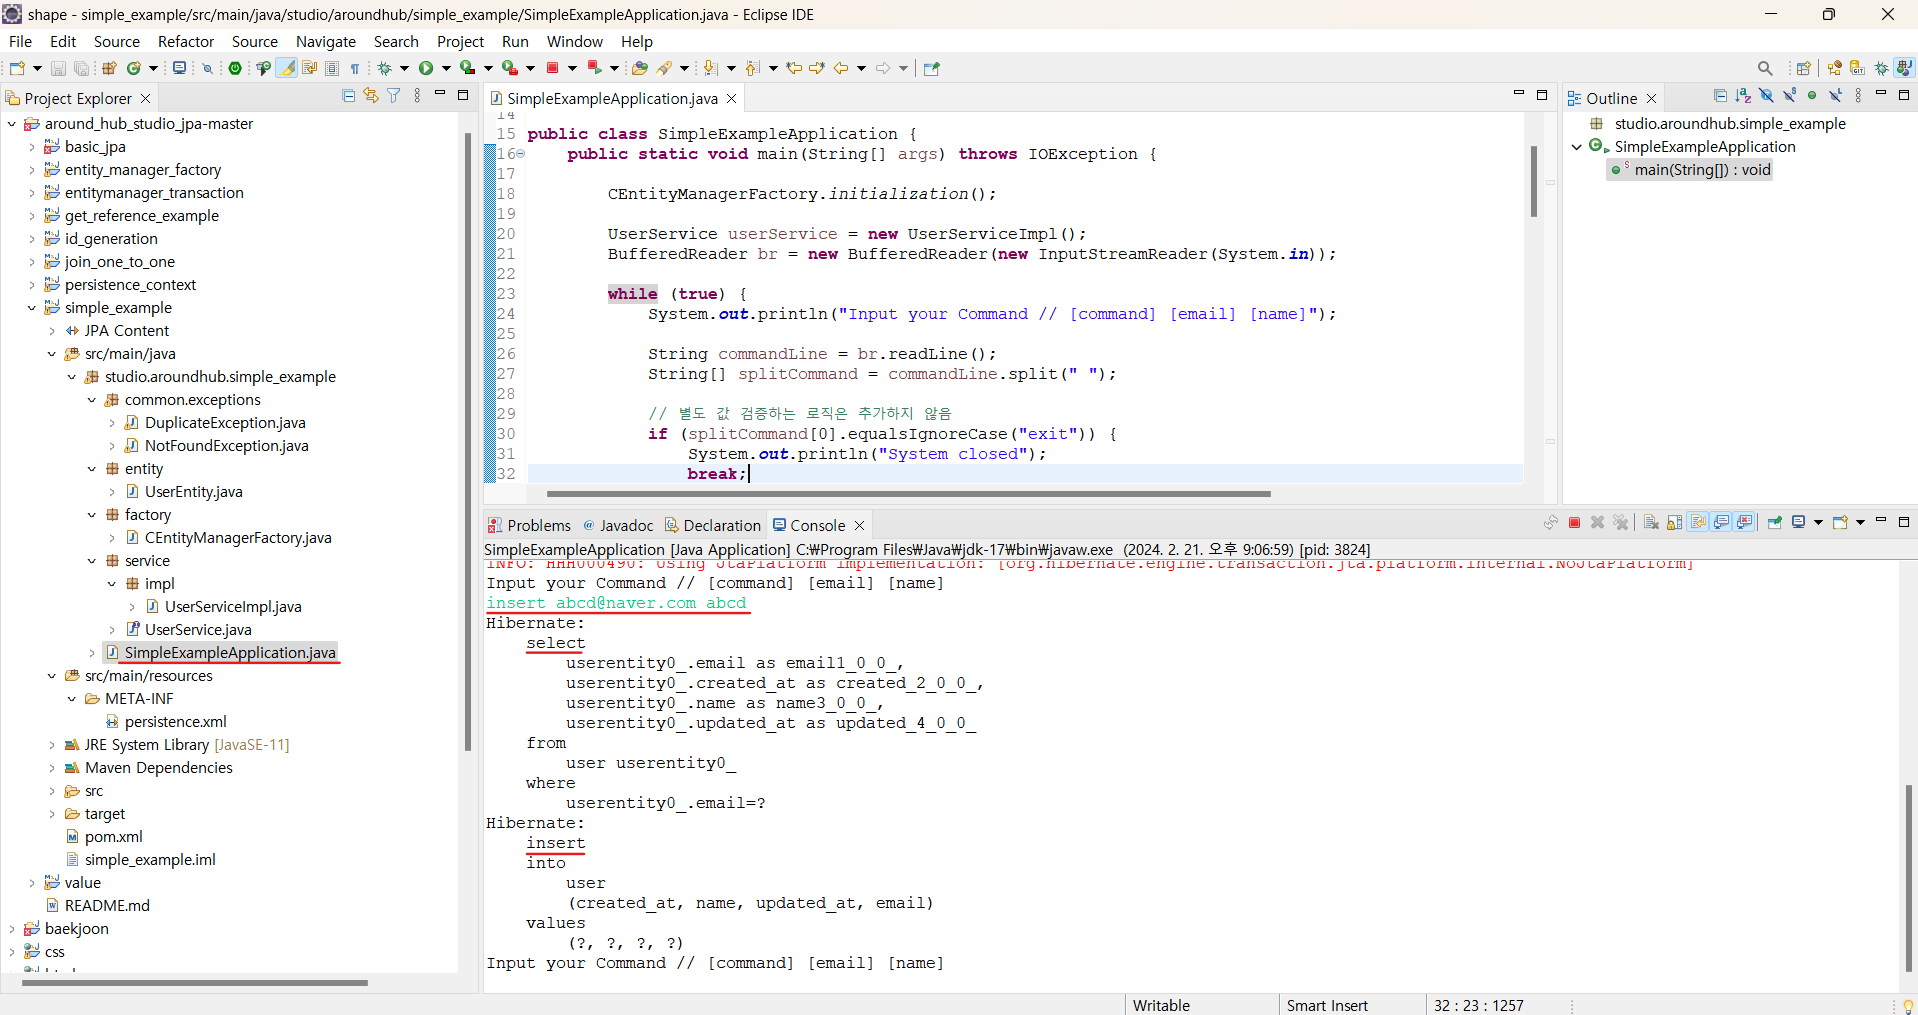 shape - simple_example/src/main/java/studio/aroundhub/simple_example/SimpleExampleApplication.java - Eclipse IDE
File Edit Source Refactor Source Navigate Search Project Run Window Help
Project Explorer
around_hub_studio_jpa-master
basic_jpa
entity_manager_factory
entitymanager_transaction
get_reference_example
id_generation
join_one_to_one
persistence_context
simple_example
JPA Content
src/main/java
studio.aroundhub.simple_example
common.exceptions
DuplicateException.java
NotFoundException.java
entity
UserEntity.java
factory
CEntityManagerFactory.java
service
impl
UserServiceImpl.java
UserService.java
SimpleExampleApplication.java
src/main/resources
META-INF
persistence.xml
JRE System Library [JavaSE-11]
Maven Dependencies
src
target
pom.xml
simple_example.iml
value
README.md
baekjoon
css
SimpleExampleApplication.java
14
15 public class SimpleExampleApplication {
16 public static void main(String[] args) throws IOException {
17
18 CEntityManagerFactory.initialization();
19
20 UserService userService = new UserServiceImpl();
21 BufferedReader br = new BufferedReader(new InputStreamReader(System.in));
22
23 while (true) {
24 System.out.println("Input your Command // [command] [email] [name]");
25
26 String commandLine = br.readLine();
27 String[] splitCommand = commandLine.split(" ");
28
29 // 별도 값 검증하는 로직은 추가하지 않음
30 if (splitCommand[0].equalsIgnoreCase("exit")) {
31 System.out.println("System closed");
32 break;
Outline
studio.aroundhub.simple_example
SimpleExampleApplication
main(String[]) : void
Problems @ Javadoc Declaration Console
SimpleExampleApplication [Java Application] C:₩Program Files₩Java₩jdk-17₩bin₩javaw.exe (2024. 2. 21. 오후 9:06:59) [pid: 3824]
INFO: HHH000490: Using JtaPlatform implementation: [org.hibernate.engine.transaction.jta.platform.internal.NoJtaPlatform]
Input your Command // [command] [email] [name]
insert abcd@naver.com abcd
Hibernate:
select
userentity0_.email as email1_0_0_,
userentity0_.created_at as created_2_0_0_,
userentity0_.name as name3_0_0_,
userentity0_.updated_at as updated_4_0_0_
from
user userentity0_
where
userentity0_.email=?
Hibernate:
insert
into
user
(created_at, name, updated_at, email)
values
(?, ?, ?, ?)
Input your Command // [command] [email] [name]
Writable Smart Insert 32 : 23 : 1257